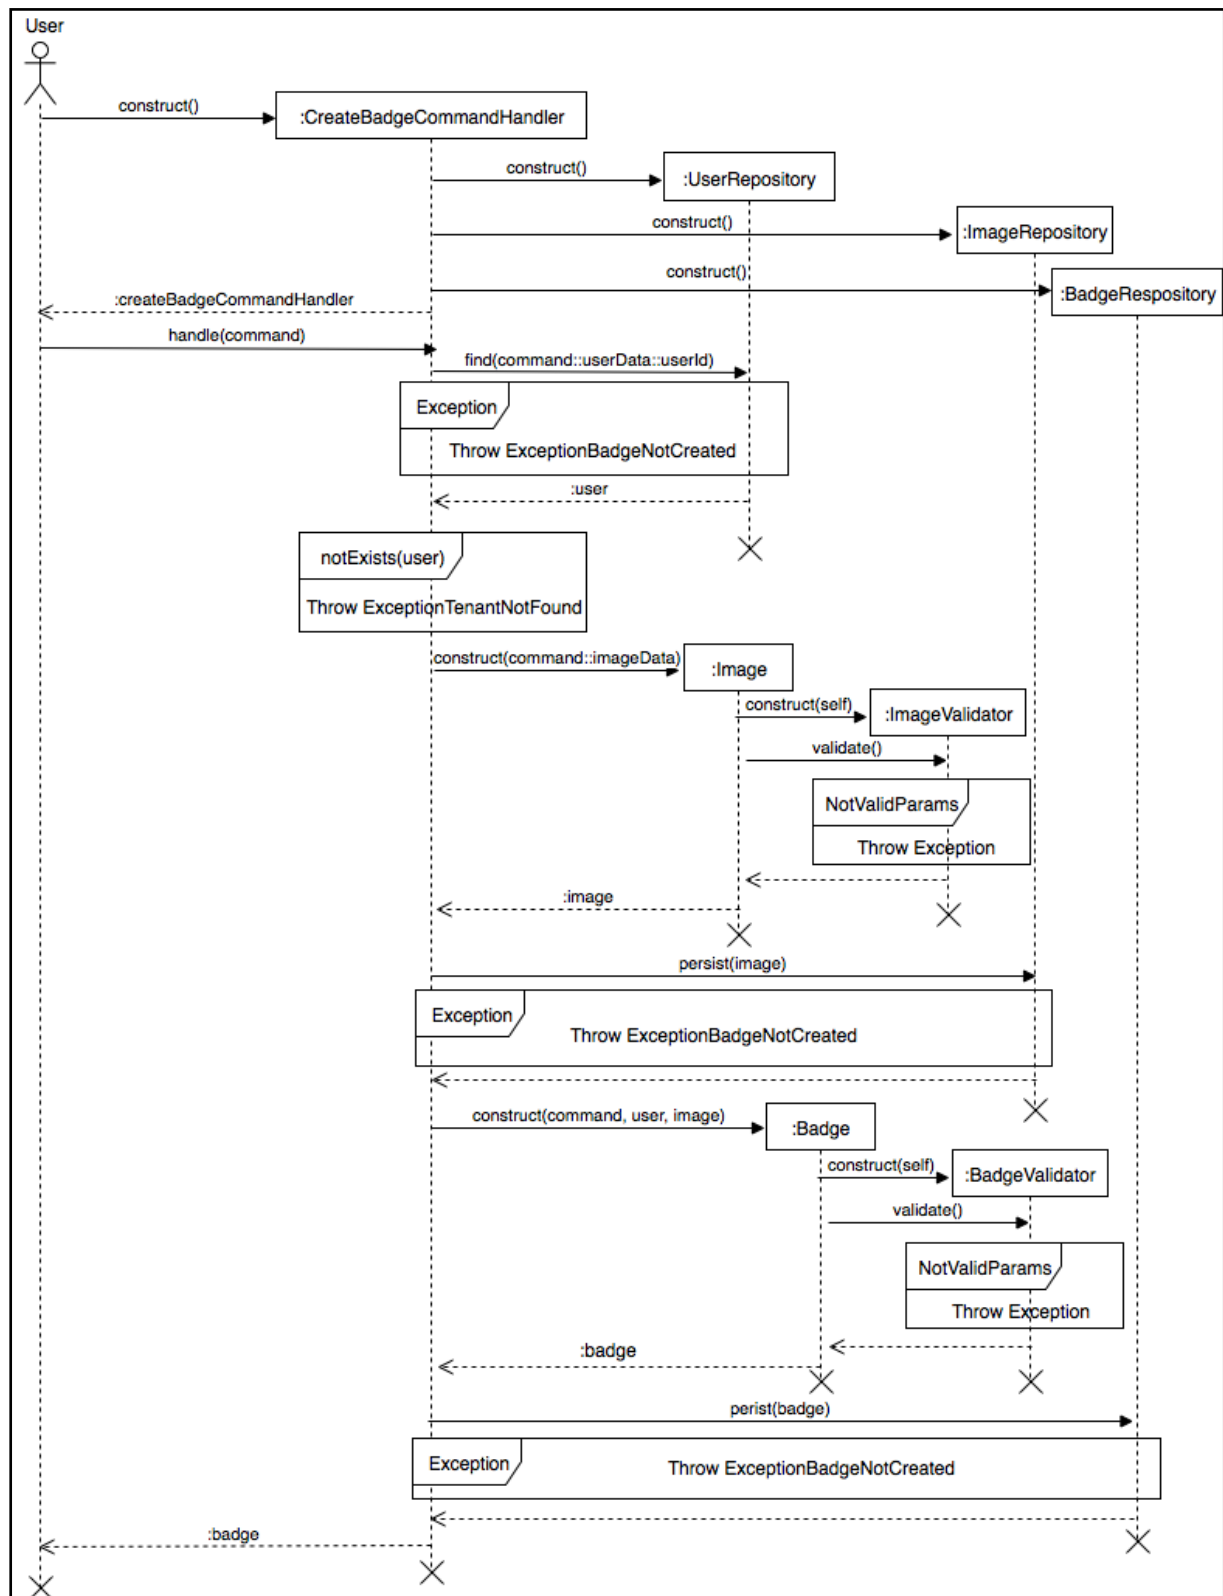 User
construct()
:CreateBadgeCommandHandler
construct()
:UserRepository
construct()
:ImageRepository
construct()
:BadgeRespository
:createBadgeCommandHandler
handle(command)
find(command::userData::userId)
Exception
Throw ExceptionBadgeNotCreated
:user
notExists(user)
Throw ExceptionTenantNotFound
construct(command::imageData)
:Image
construct(self)
:ImageValidator
validate()
NotValidParams
Throw Exception
:image
persist(image)
Exception
Throw ExceptionBadgeNotCreated
construct(command, user, image)
:Badge
construct(self)
:BadgeValidator
validate()
NotValidParams
Throw Exception
:badge
perist(badge)
Exception
Throw ExceptionBadgeNotCreated
:badge